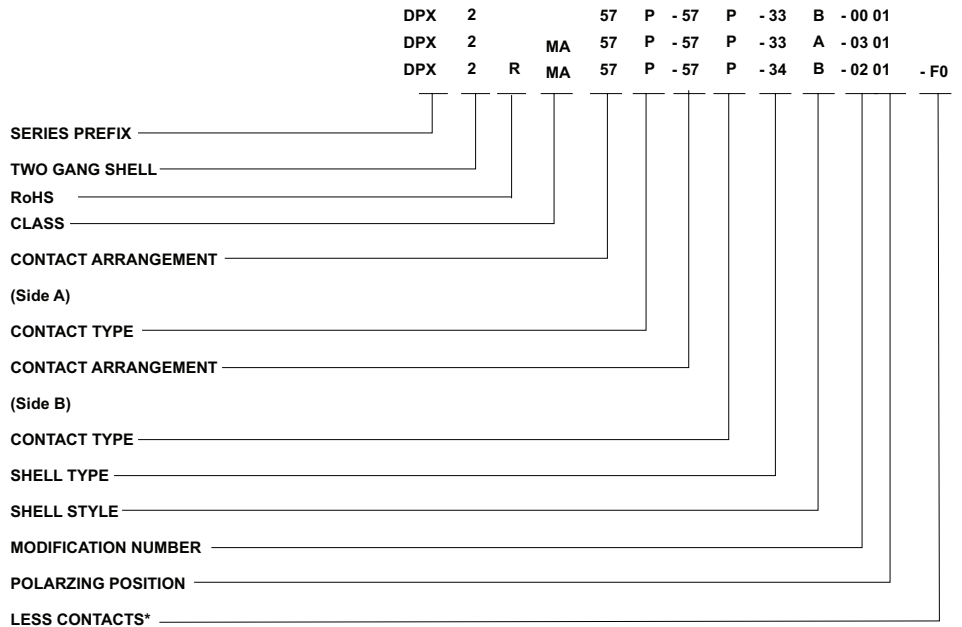 DPX 2 57 P - 57 P - 33 B - 00 01
DPX 2 MA 57 P - 57 P - 33 A - 03 01
DPX 2 R MA 57 P - 57 P - 34 B - 02 01 - F0
SERIES PREFIX
TWO GANG SHELL
RoHS
CLASS
CONTACT ARRANGEMENT
(Side A)
CONTACT TYPE
CONTACT ARRANGEMENT
(Side B)
CONTACT TYPE
SHELL TYPE
SHELL STYLE
MODIFICATION NUMBER
POLARZING POSITION
LESS CONTACTS*